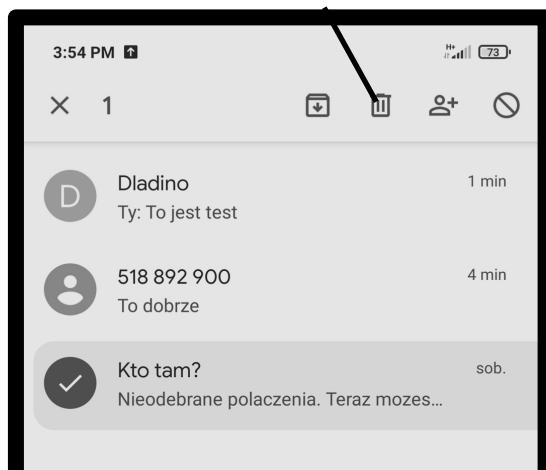 3:54 PM
H+
73
1
D
Dladino
1 min
Ty: To jest test
518 892 900
4 min
To dobrze
Kto tam?
sob.
Nieodebrane polaczenia. Teraz mozes...